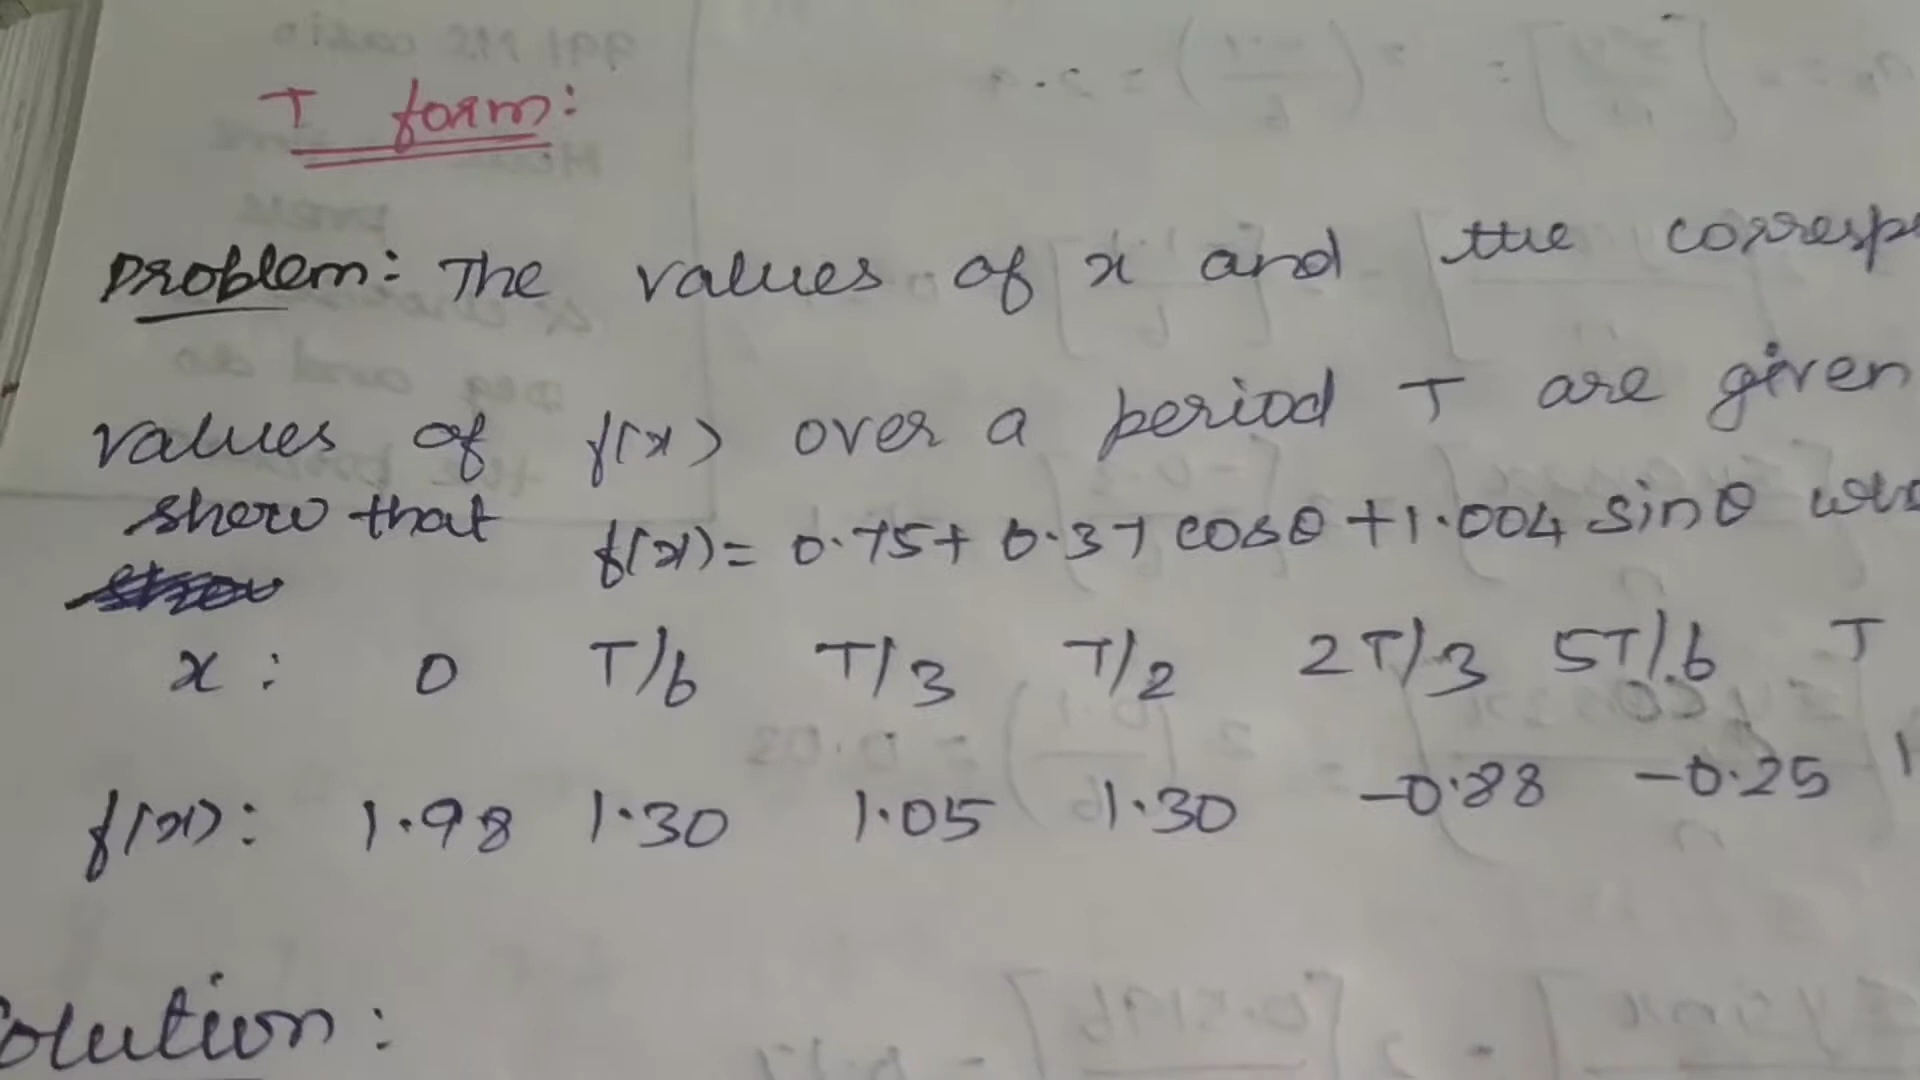 T form:
Problem: The values of x and the corresp
values of f(x) over a period T are given
show that f(x) = 0.75 + 0.37 cosθ + 1.004 sinθ
x: 0 T/6 T/3 T/2 2T/3 5T/6 T
f(x): 1.98 1.30 1.05 1.30 -0.88 -0.25 1
olution: